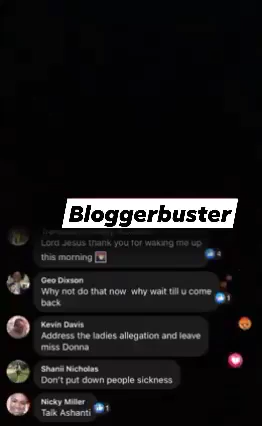 Bloggerbuster
Lord Jesus thank you for waking me up
this morning
4
Geo Dixson
Why not do that now why wait till u come
back
1
Kevin Davis
Address the ladies allegation and leave
miss Donna
Shanii Nicholas
Don't put down people sickness
Nicky Miller
Talk Ashanti
1